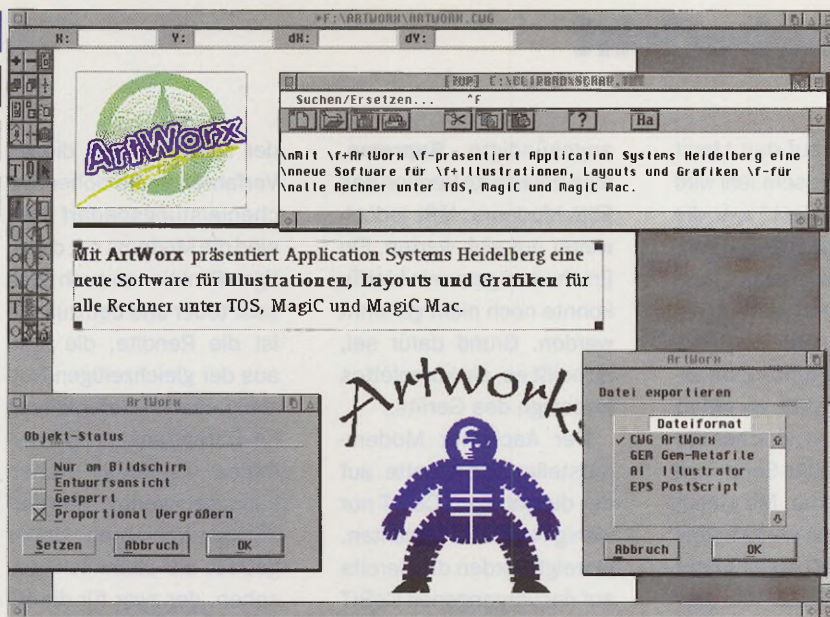 *F:\ARTWORX\ARTWORX.CWG
X: Y: dX: dY:
ArtWorx
[7UP] C:\CLIPBRD\SCRAP.TXT
Suchen/Ersetzen... ^F
? Ha
\nMit \f+ArtWorx \f-präsentiert Application Systems Heidelberg eine
\nneue Software für \f+Illustrationen, Layouts und Grafiken \f-für
\nalle Rechner unter TOS, MagiC und MagiC Mac.
Mit ArtWorx präsentiert Application Systems Heidelberg eine
neue Software für Illustrationen, Layouts und Grafiken für
alle Rechner unter TOS, MagiC und MagiC Mac.
Artworks
ArtWorx
Objekt-Status
Nur am Bildschirm
Entwurfsansicht
Gesperrt
Proportional Vergrößern
Setzen Abbruch OK
ArtWorx
Datei exportieren
Dateiformat
✓ CWG ArtWorx
GEM Gem-Metafile
AI Illustrator
EPS PostScript
Abbruch OK